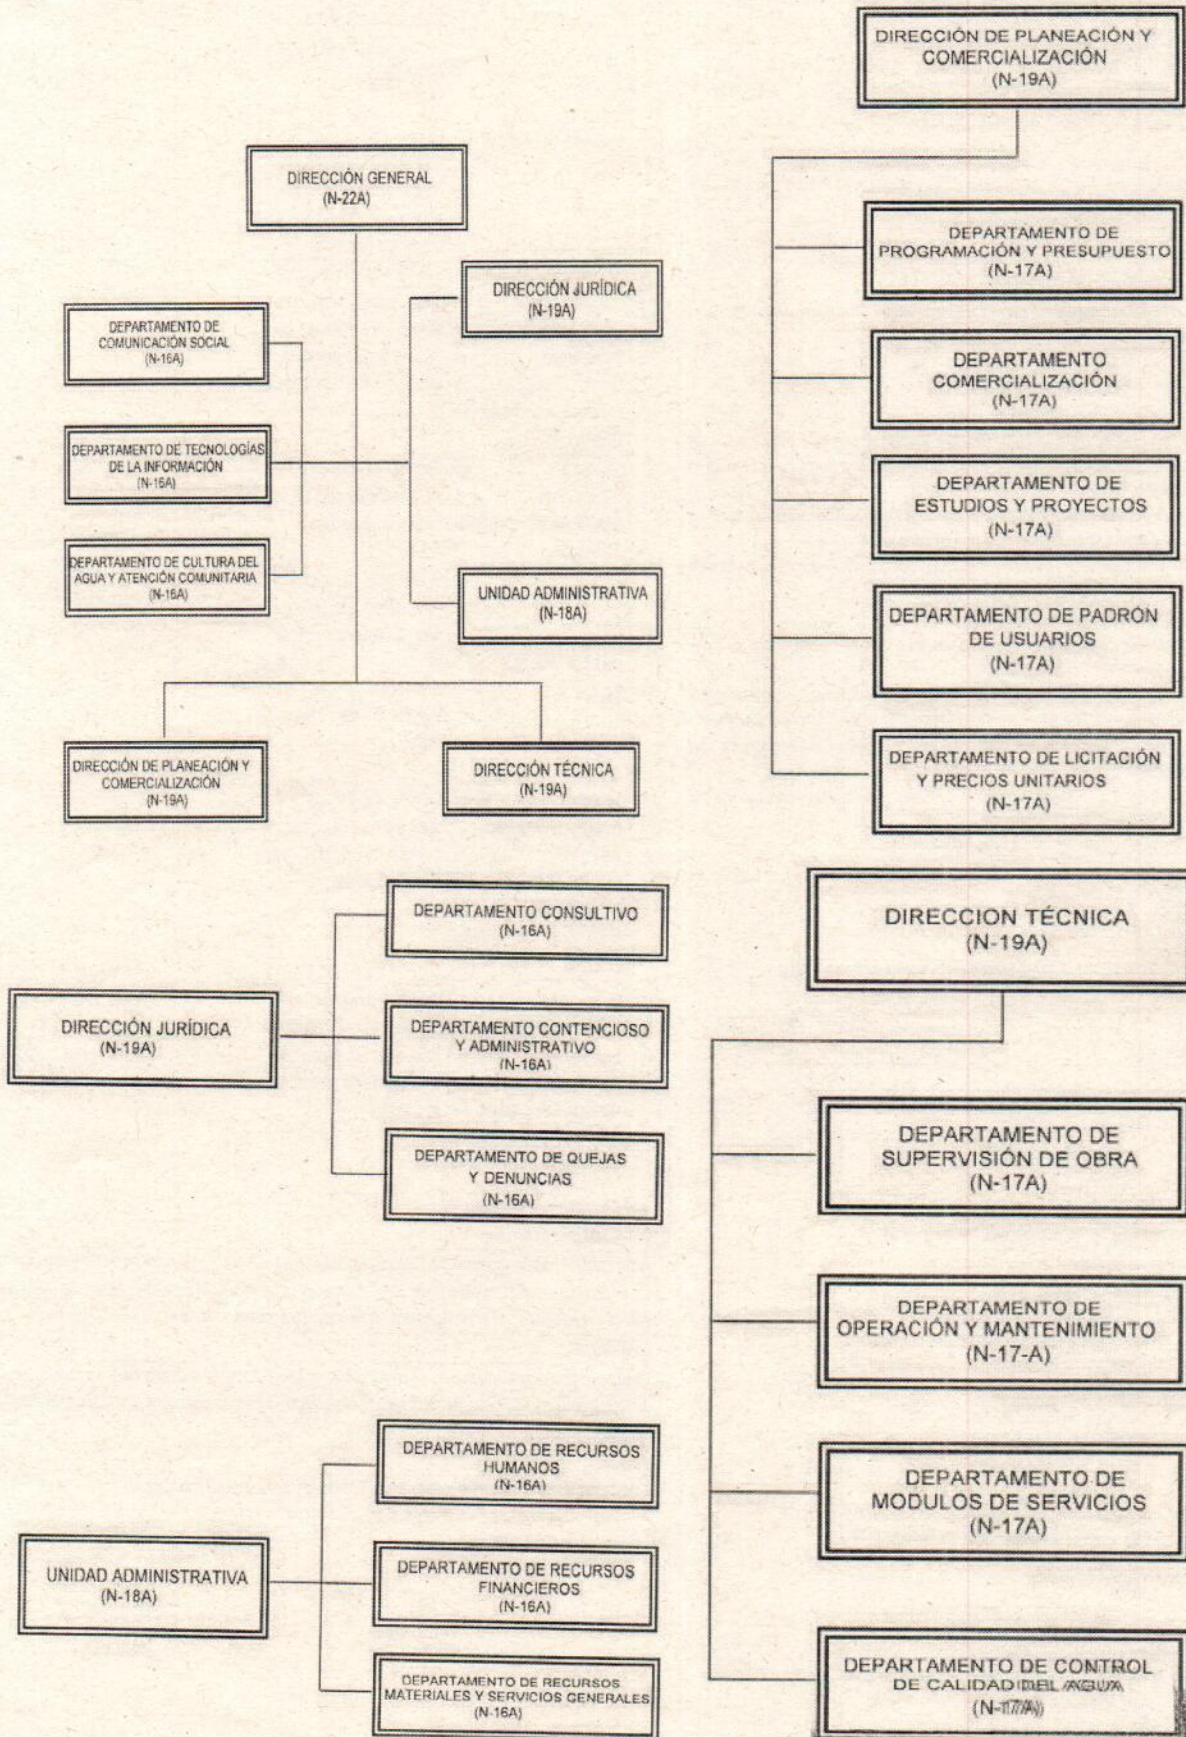 DIRECCIÓN GENERAL
(N-22A)
DIRECCIÓN JURÍDICA
(N-19A)
DEPARTAMENTO DE
COMUNICACIÓN SOCIAL
(N-16A)
DEPARTAMENTO DE TECNOLOGÍAS
DE LA INFORMACIÓN
(N-16A)
DEPARTAMENTO DE CULTURA DEL
AGUA Y ATENCIÓN COMUNITARIA
(N-16A)
UNIDAD ADMINISTRATIVA
(N-18A)
DIRECCIÓN DE PLANEACIÓN Y
COMERCIALIZACIÓN
(N-19A)
DIRECCIÓN TÉCNICA
(N-19A)
DIRECCIÓN JURÍDICA
(N-19A)
DEPARTAMENTO CONSULTIVO
(N-16A)
DEPARTAMENTO CONTENCIOSO
Y ADMINISTRATIVO
(N-16A)
DEPARTAMENTO DE QUEJAS
Y DENUNCIAS
(N-16A)
UNIDAD ADMINISTRATIVA
(N-18A)
DEPARTAMENTO DE RECURSOS
HUMANOS
(N-16A)
DEPARTAMENTO DE RECURSOS
FINANCIEROS
(N-16A)
DEPARTAMENTO DE RECURSOS
MATERIALES Y SERVICIOS GENERALES
(N-16A)
DIRECCIÓN DE PLANEACIÓN Y
COMERCIALIZACIÓN
(N-19A)
DEPARTAMENTO DE
PROGRAMACIÓN Y PRESUPUESTO
(N-17A)
DEPARTAMENTO
COMERCIALIZACIÓN
(N-17A)
DEPARTAMENTO DE
ESTUDIOS Y PROYECTOS
(N-17A)
DEPARTAMENTO DE PADRÓN
DE USUARIOS
(N-17A)
DEPARTAMENTO DE LICITACIÓN
Y PRECIOS UNITARIOS
(N-17A)
DIRECCION TÉCNICA
(N-19A)
DEPARTAMENTO DE
SUPERVISIÓN DE OBRA
(N-17A)
DEPARTAMENTO DE
OPERACIÓN Y MANTENIMIENTO
(N-17-A)
DEPARTAMENTO DE
MODULOS DE SERVICIOS
(N-17A)
DEPARTAMENTO DE CONTROL
DE CALIDAD DEL AGUA
(N-17A)